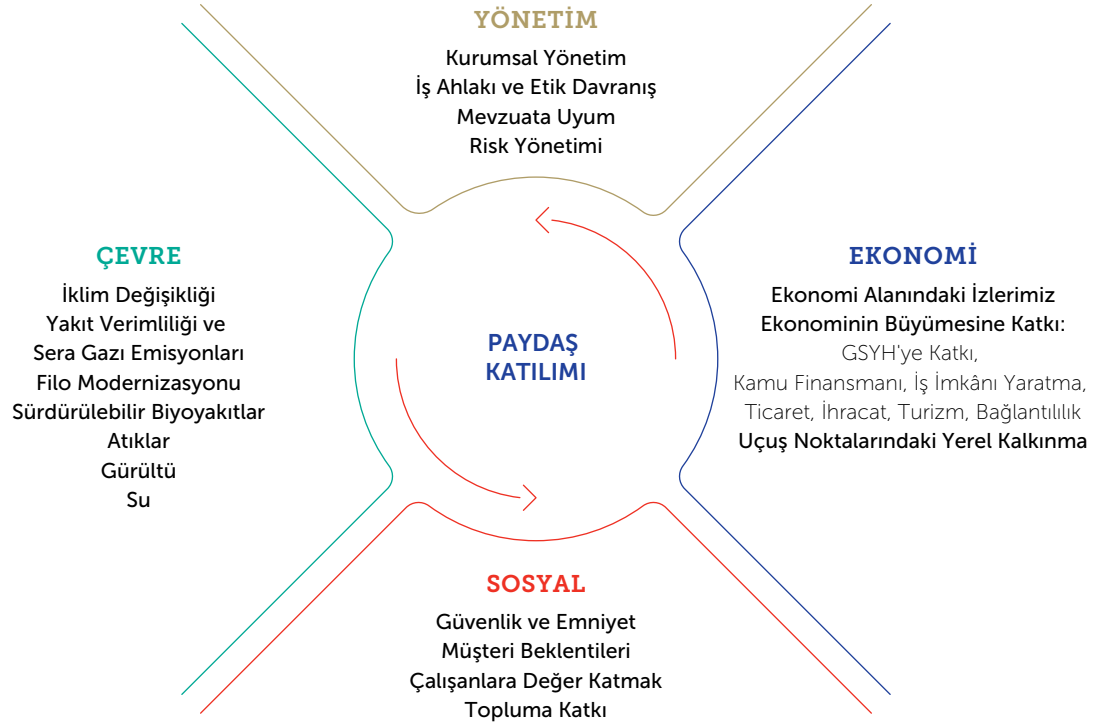 YÖNETİM
Kurumsal Yönetim
İş Ahlakı ve Etik Davranış
Mevzuata Uyum
Risk Yönetimi
ÇEVRE
İklim Değişikliği
Yakıt Verimliliği ve
Sera Gazı Emisyonları
Filo Modernizasyonu
Sürdürülebilir Biyoyakıtlar
Atıklar
Gürültü
Su
PAYDAŞ
KATILIMI
EKONOMİ
Ekonomi Alanındaki İzlerimiz
Ekonominin Büyümesine Katkı:
GSYH'ye Katkı,
Kamu Finansmanı, İş İmkânı Yaratma,
Ticaret, İhracat, Turizm, Bağlantılılık
Uçuş Noktalarındaki Yerel Kalkınma
SOSYAL
Güvenlik ve Emniyet
Müşteri Beklentileri
Çalışanlara Değer Katmak
Topluma Katkı